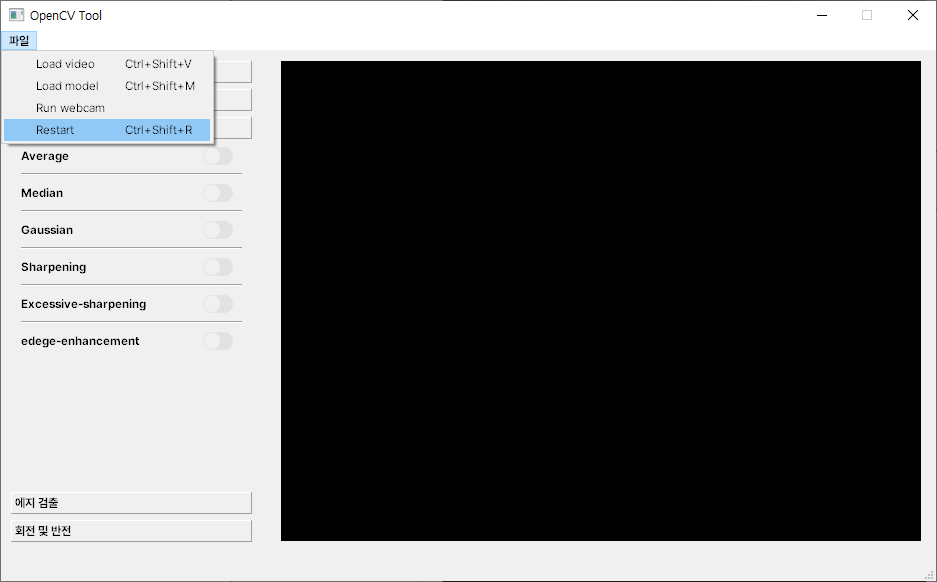 OpenCV Tool
파일
Load video Ctrl+Shift+V
Load model Ctrl+Shift+M
Run webcam
Restart Ctrl+Shift+R
Average
Median
Gaussian
Sharpening
Excessive-sharpening
edege-enhancement
에지 검출
회전 및 반전